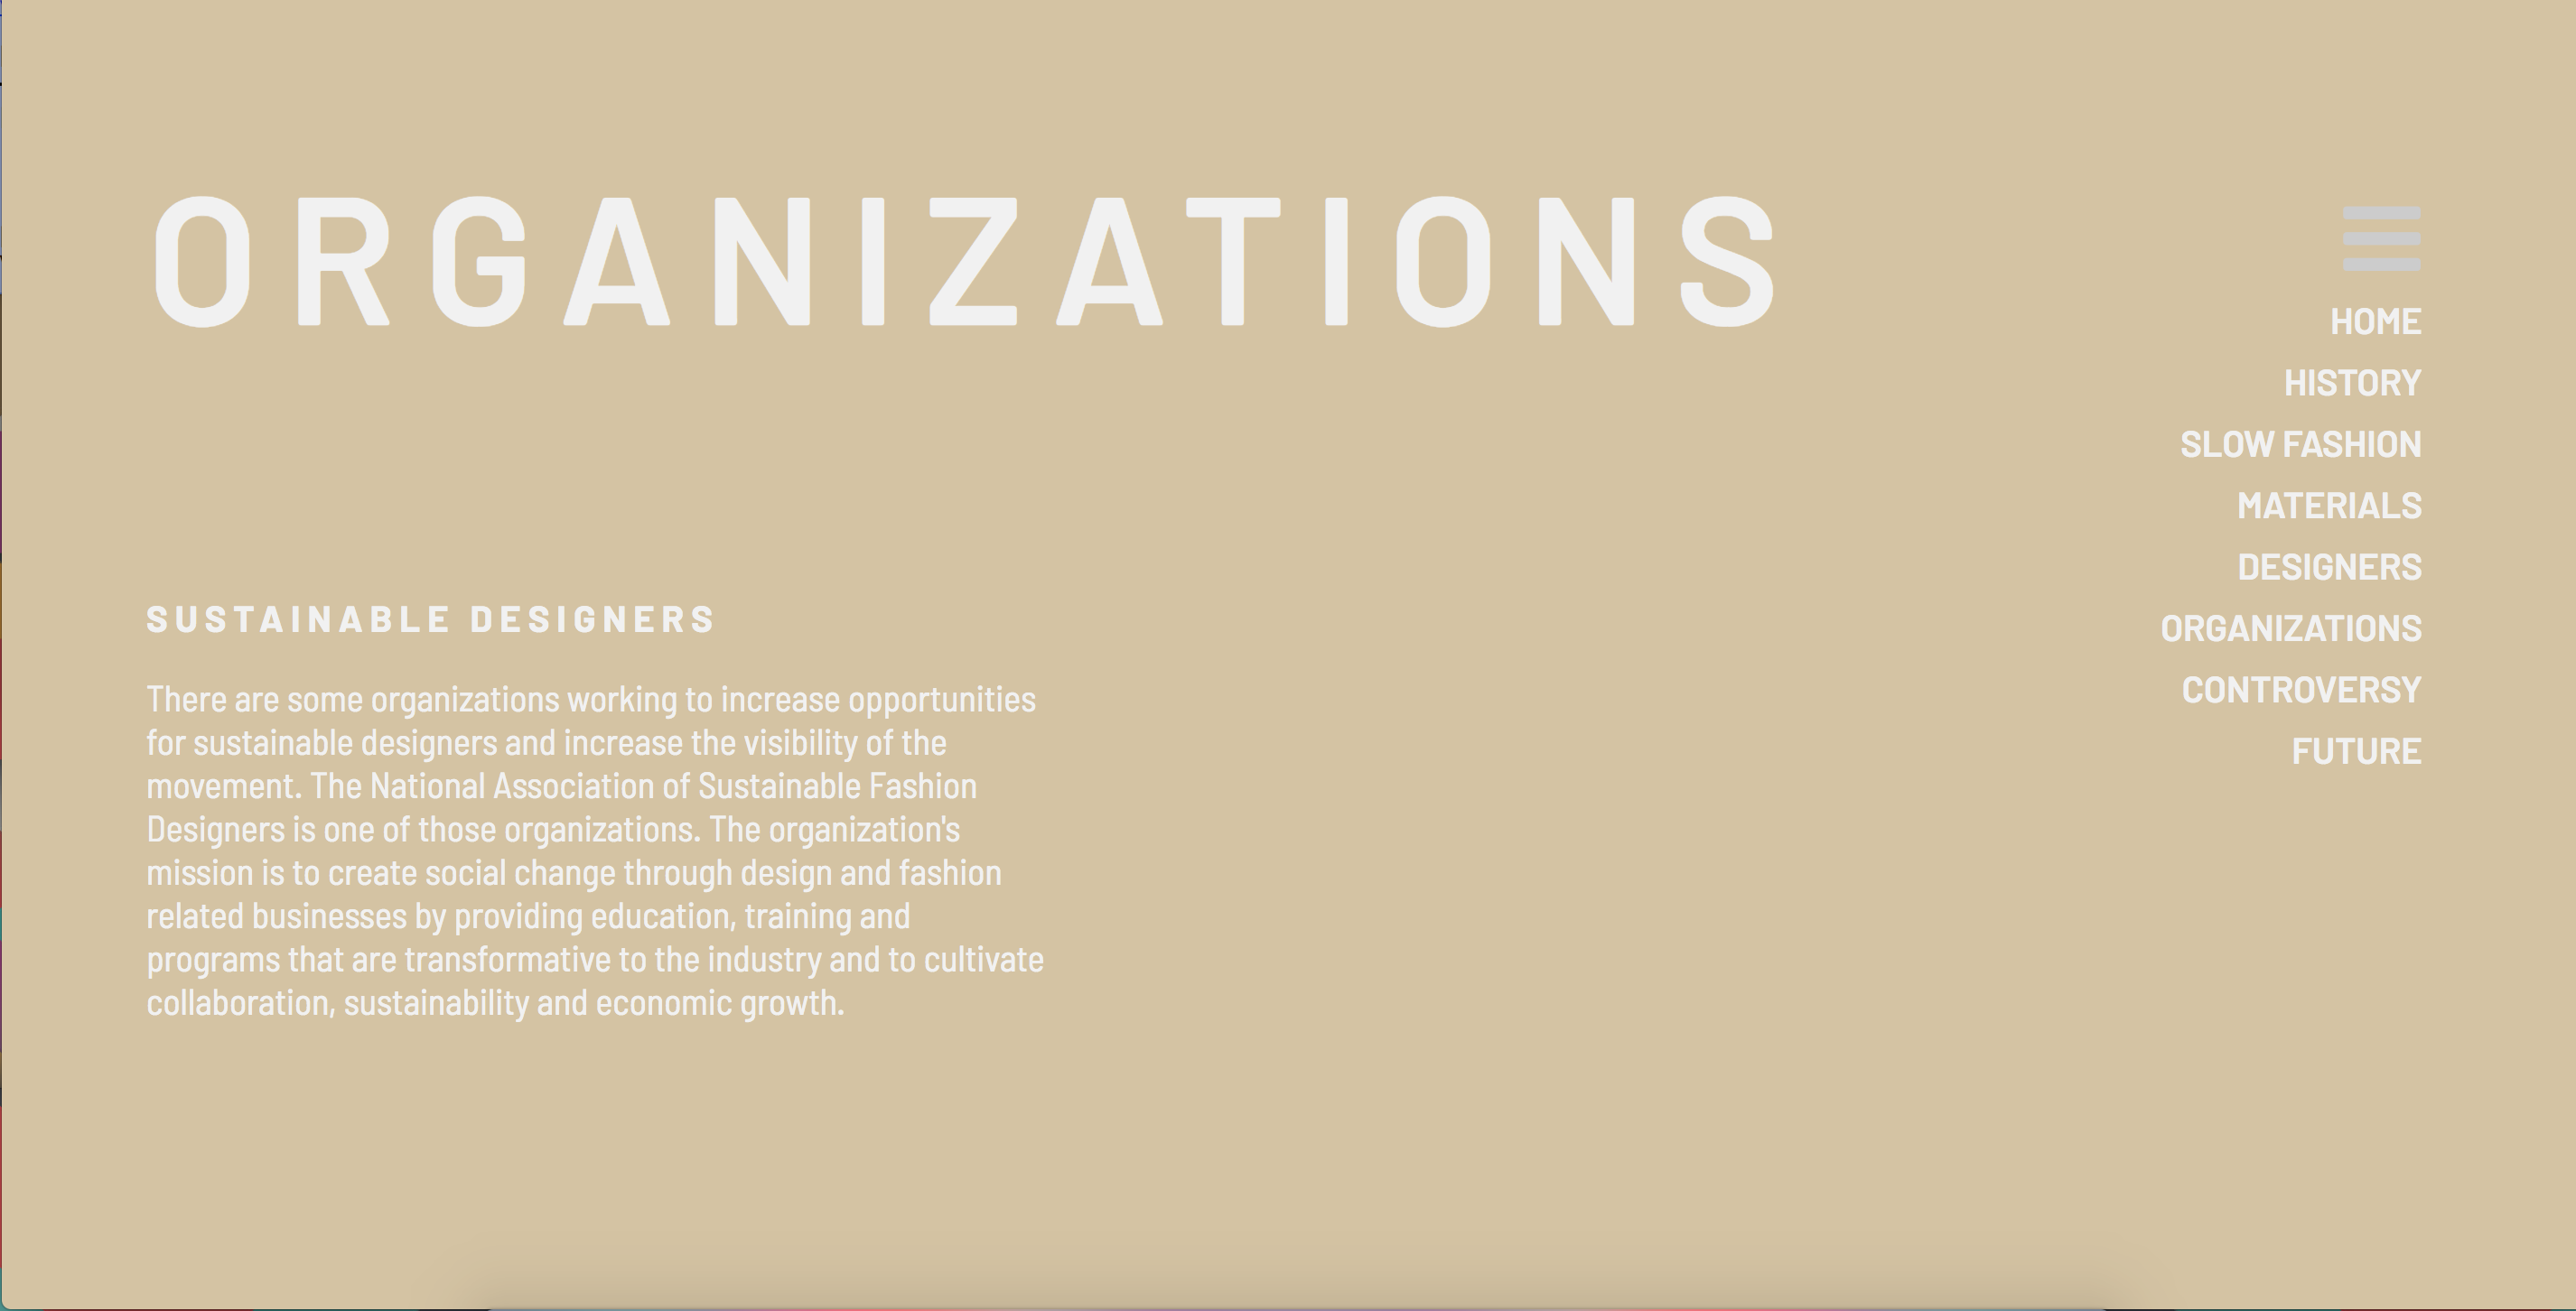 ORGANIZATIONS
HOME
HISTORY
SLOW FASHION
MATERIALS
DESIGNERS
ORGANIZATIONS
CONTROVERSY
FUTURE
SUSTAINABLE DESIGNERS
There are some organizations working to increase opportunities
for sustainable designers and increase the visibility of the
movement. The National Association of Sustainable Fashion
Designers is one of those organizations. The organization's
mission is to create social change through design and fashion
related businesses by providing education, training and
programs that are transformative to the industry and to cultivate
collaboration, sustainability and economic growth.